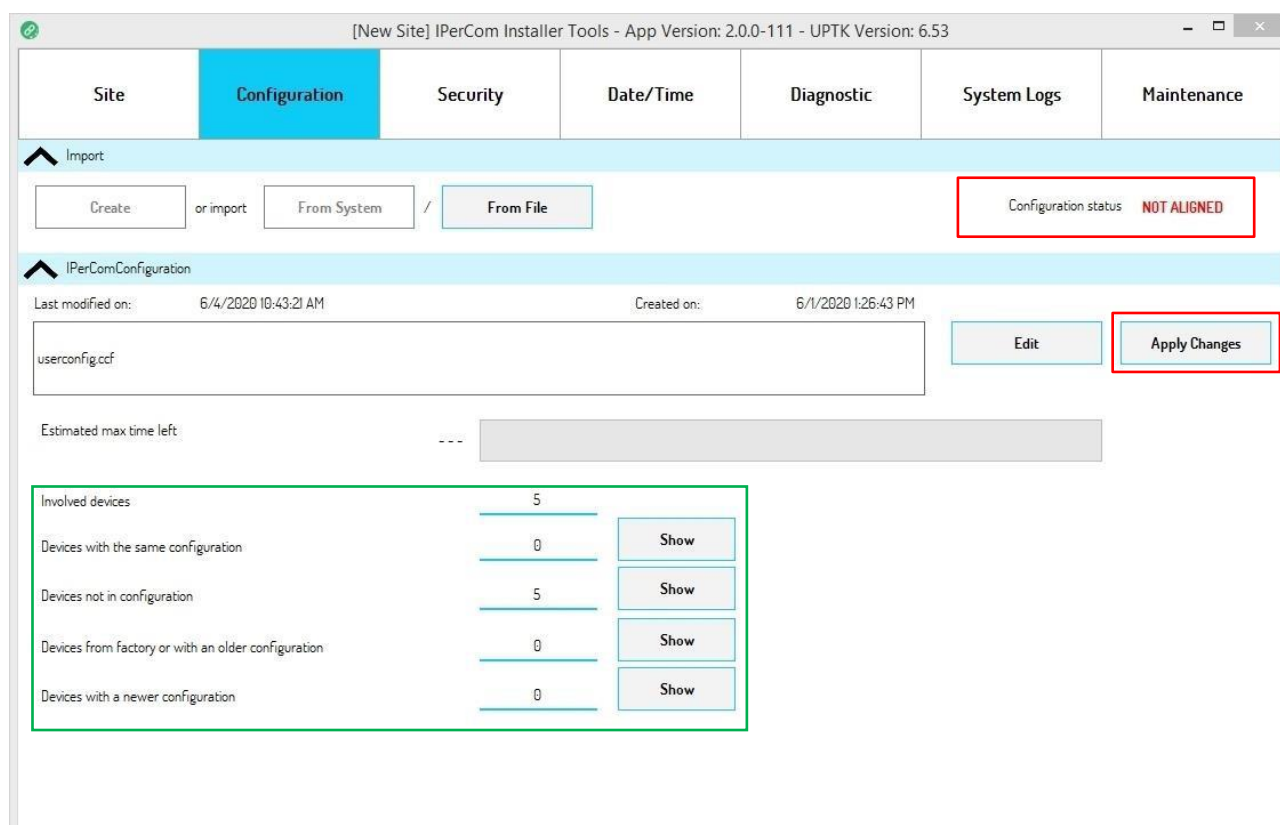 [New Site] IPerCom Installer Tools - App Version: 2.0.0-111 - UPTK Version: 6.53
Site Configuration Security Date/Time Diagnostic System Logs Maintenance
Import
Create or import From System / From File Configuration status NOT ALIGNED
IPerComConfiguration
Last modified on: 6/4/2020 10:43:21 AM Created on: 6/1/2020 1:26:43 PM
userconfig.ccf Edit Apply Changes
Estimated max time left ---
Involved devices 5
Devices with the same configuration 0 Show
Devices not in configuration 5 Show
Devices from factory or with an older configuration 0 Show
Devices with a newer configuration 0 Show